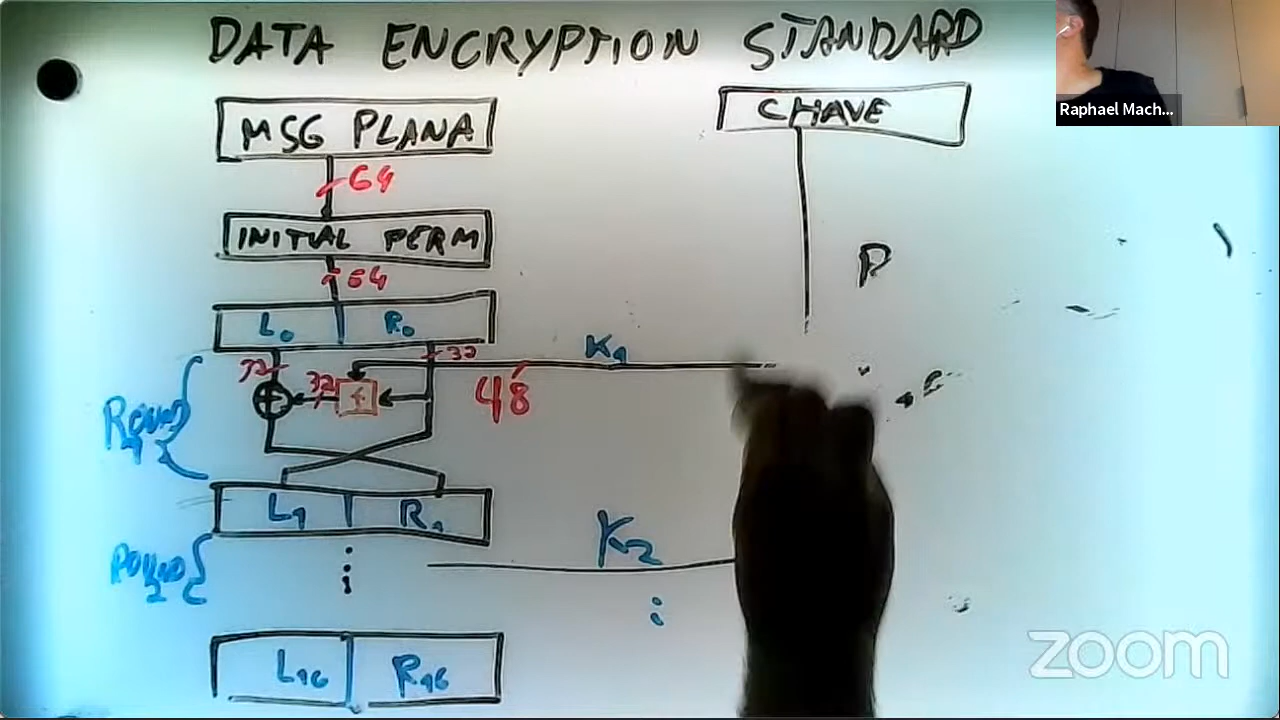 DATA ENCRYPTION STANDARD
Raphael Mach...
MSG PLANA
CHAVE
64
INITIAL PERM
P
64
L0 R0
K1
32 32
32
f
48
Round 1
L1 R1
K2
Round 2
L16 R16
zoom